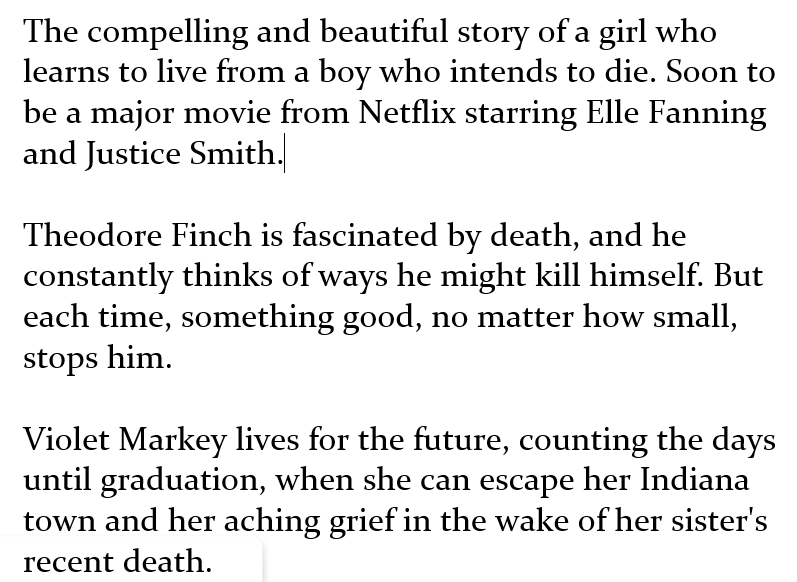 The compelling and beautiful story of a girl who
learns to live from a boy who intends to die. Soon to
be a major movie from Netflix starring Elle Fanning
and Justice Smith.
Theodore Finch is fascinated by death, and he
constantly thinks of ways he might kill himself. But
each time, something good, no matter how small,
stops him.
Violet Markey lives for the future, counting the days
until graduation, when she can escape her Indiana
town and her aching grief in the wake of her sister's
recent death.